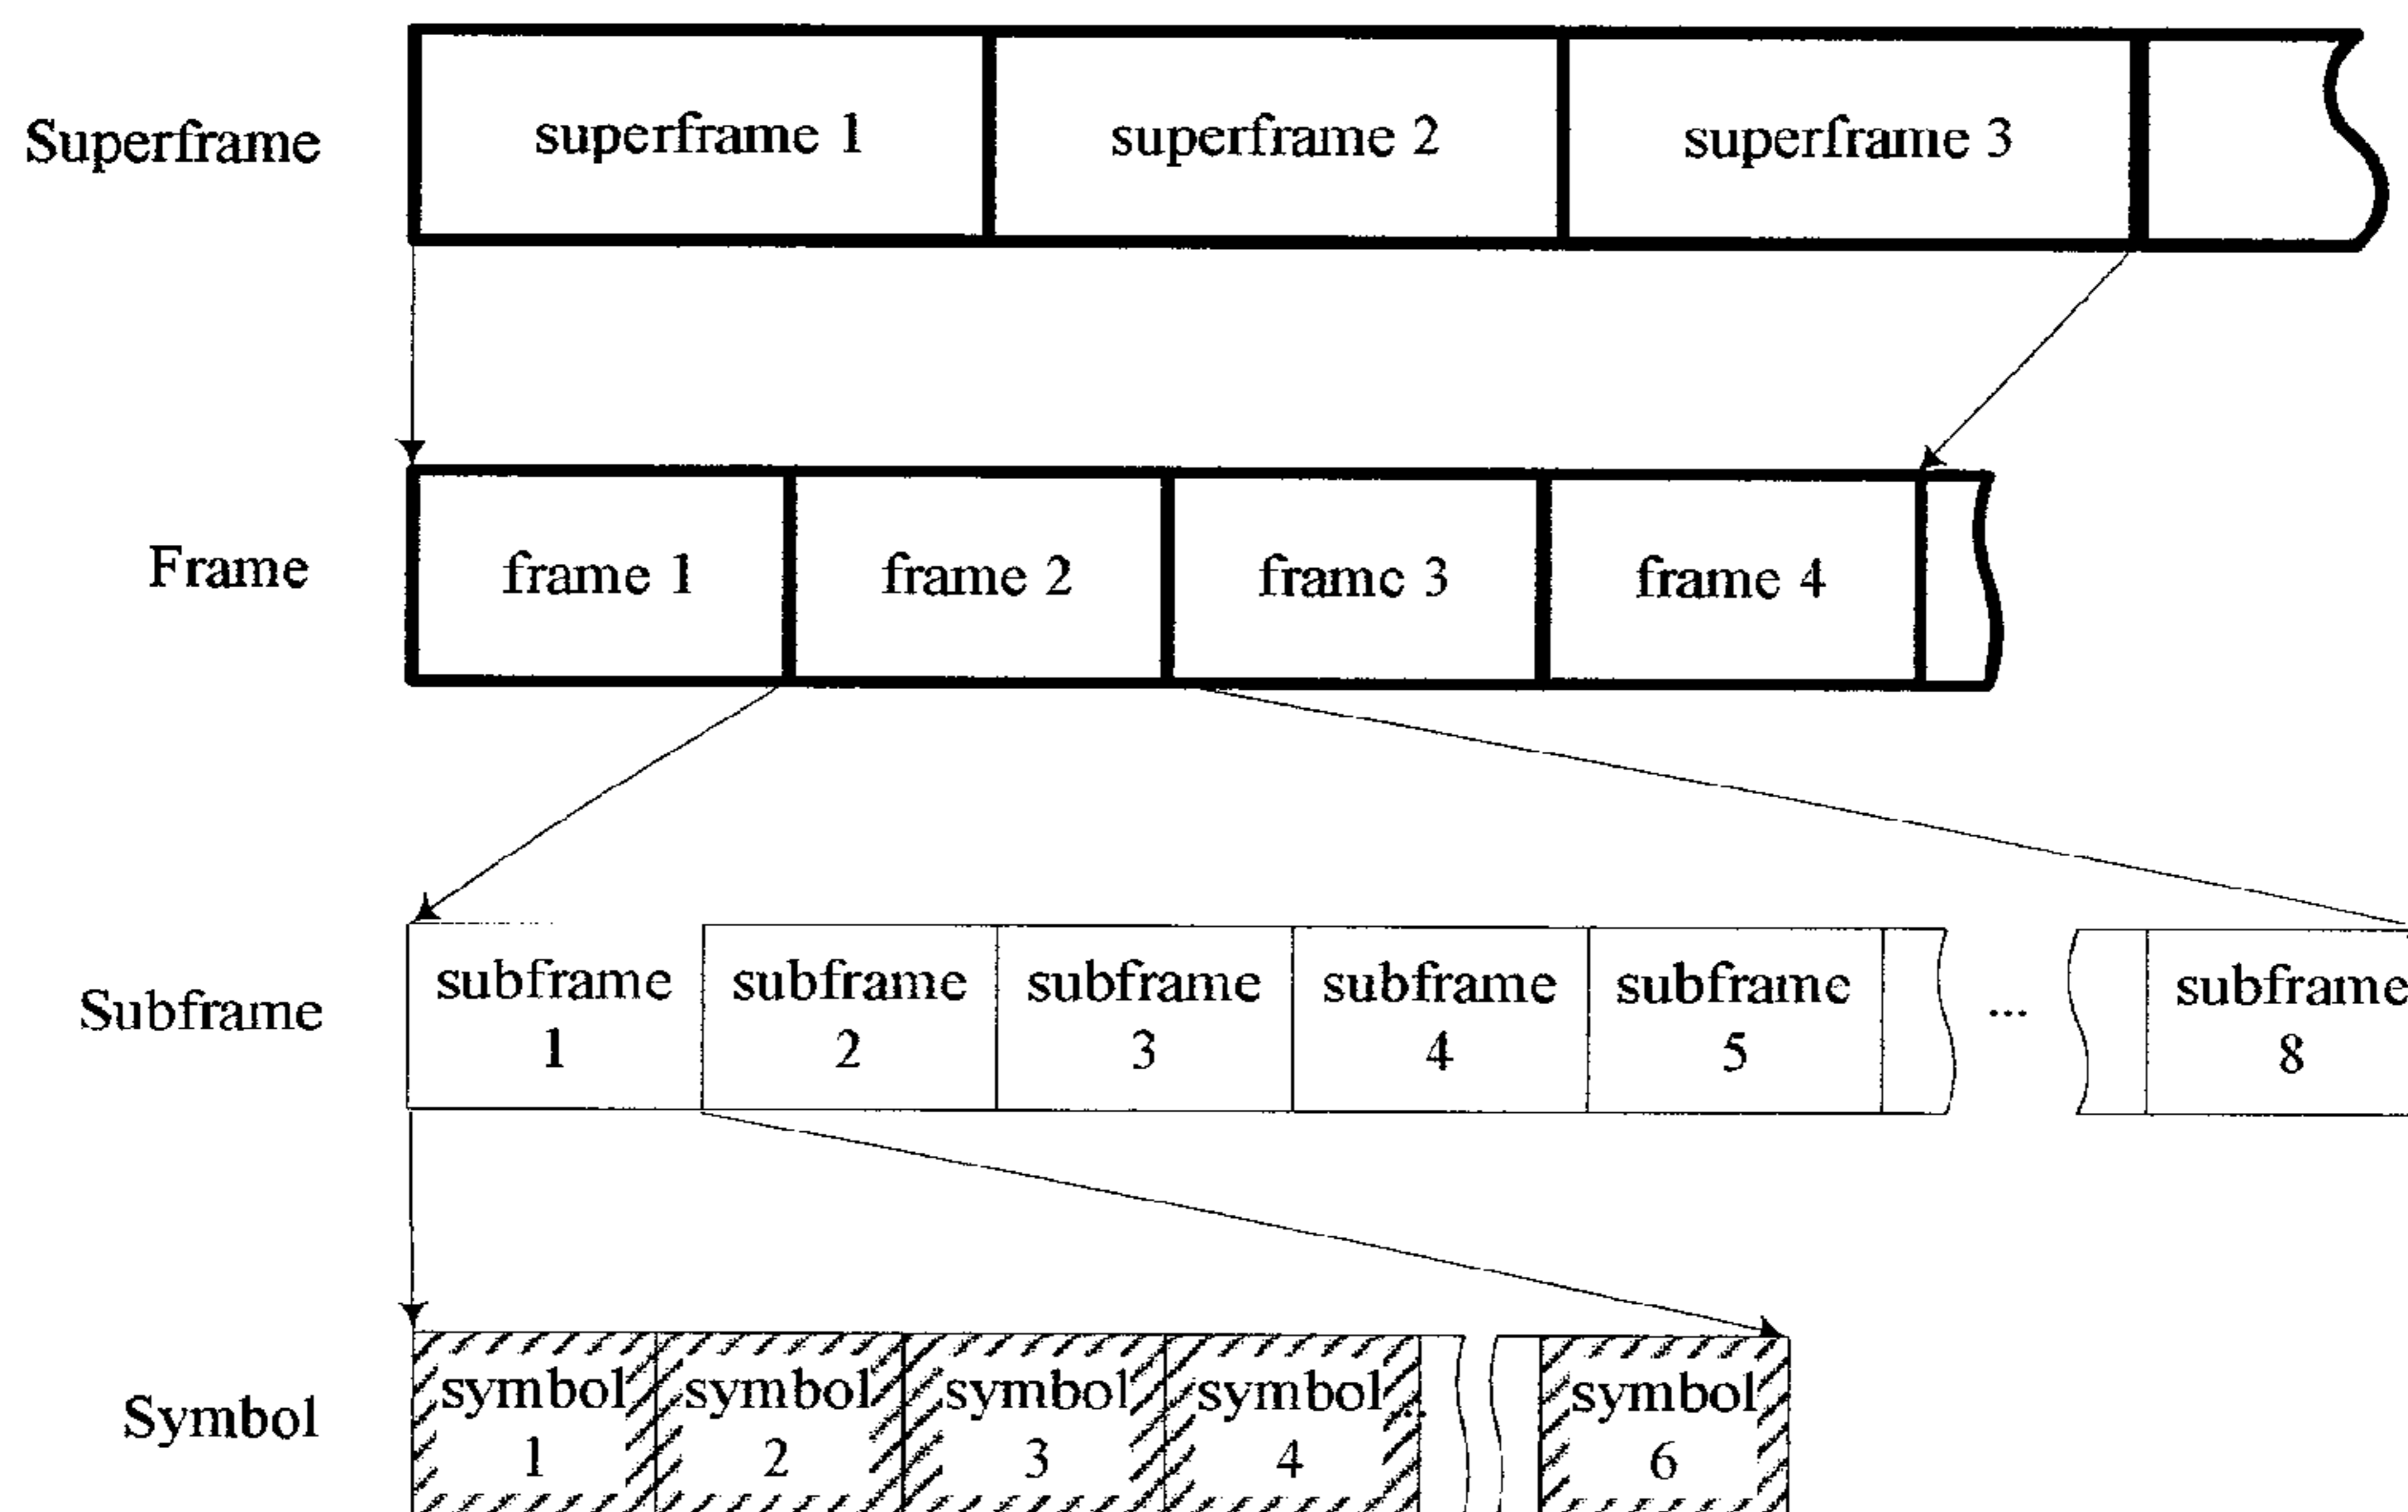 Superframe
superframe 1
superframe 2
superframe 3
Frame
frame 1
frame 2
frame 3
frame 4
Subframe
subframe
1
subframe
2
subframe
3
subframe
4
subframe
5
...
subframe
8
Symbol
symbol
1
symbol
2
symbol
3
symbol
4
..
symbol
6